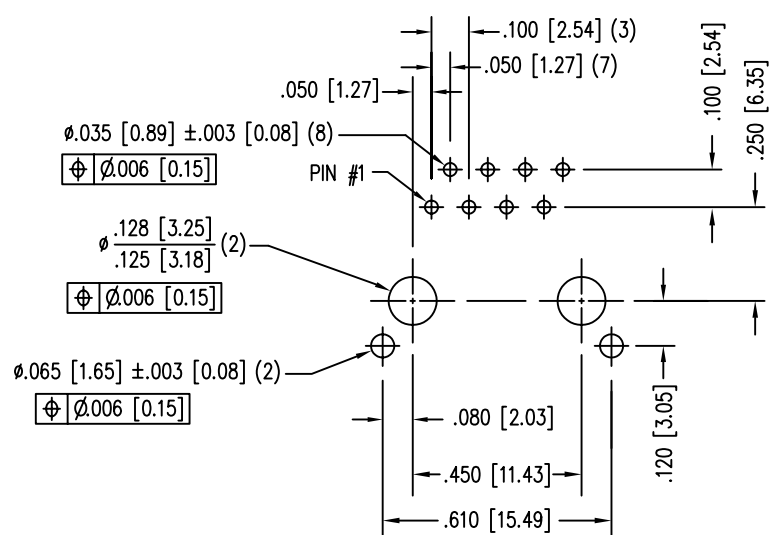 .100 [2.54] (3)
.050 [1.27] (7)
.050 [1.27]
.100 [2.54]
.250 [6.35]
ø.035 [0.89] ±.003 [0.08] (8)
⌖ Ø.006 [0.15]
PIN #1
ø .128 [3.25]
.125 [3.18] (2)
⌖ Ø.006 [0.15]
ø.065 [1.65] ±.003 [0.08] (2)
⌖ Ø.006 [0.15]
.080 [2.03]
.120 [3.05]
.450 [11.43]
.610 [15.49]